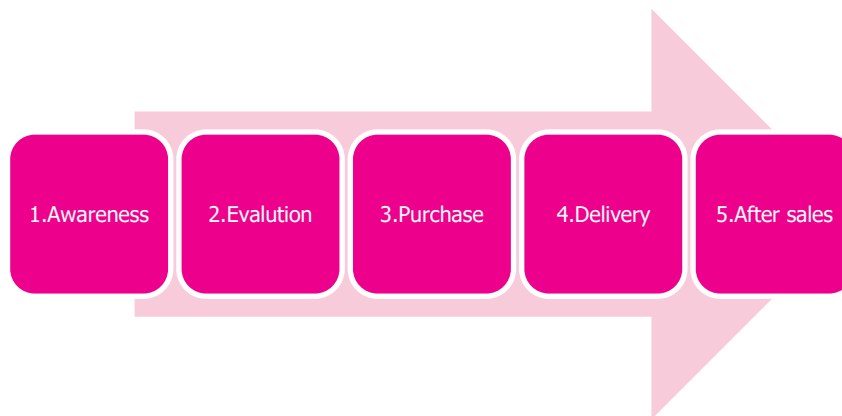 1.Awareness
2.Evalution
3.Purchase
4.Delivery
5.After sales